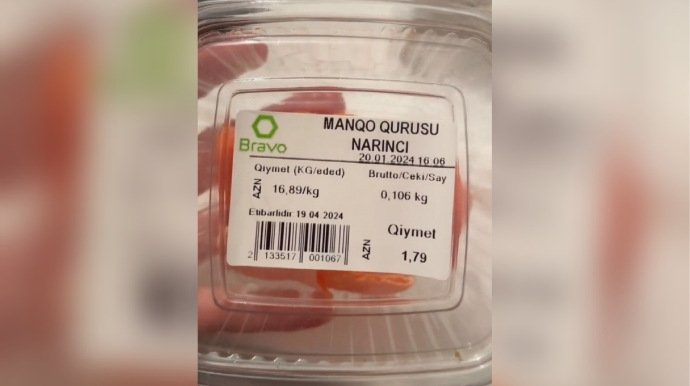 Bravo
MANQO QURUSU
NARINCI
20.01.2024 16:06
Qiymet (KG/eded)
Brutto/Ceki/Say
AZN
16,89/kg
0,106 kg
Etibarlidir 19.04.2024
Qiymet
2 133517 001067
AZN
1,79